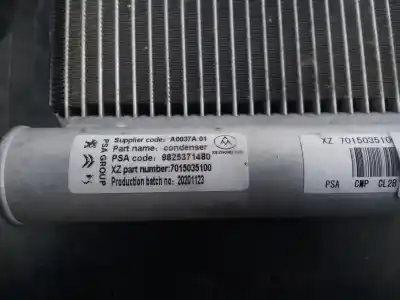 Supplier code: A0037A 01
Part name: condenser
PSA code: 9825371480
XZ part number:7015035100
Production batch no: 20201123
PSA GROUP
XZ 7015035100
PSA CMP CL2B